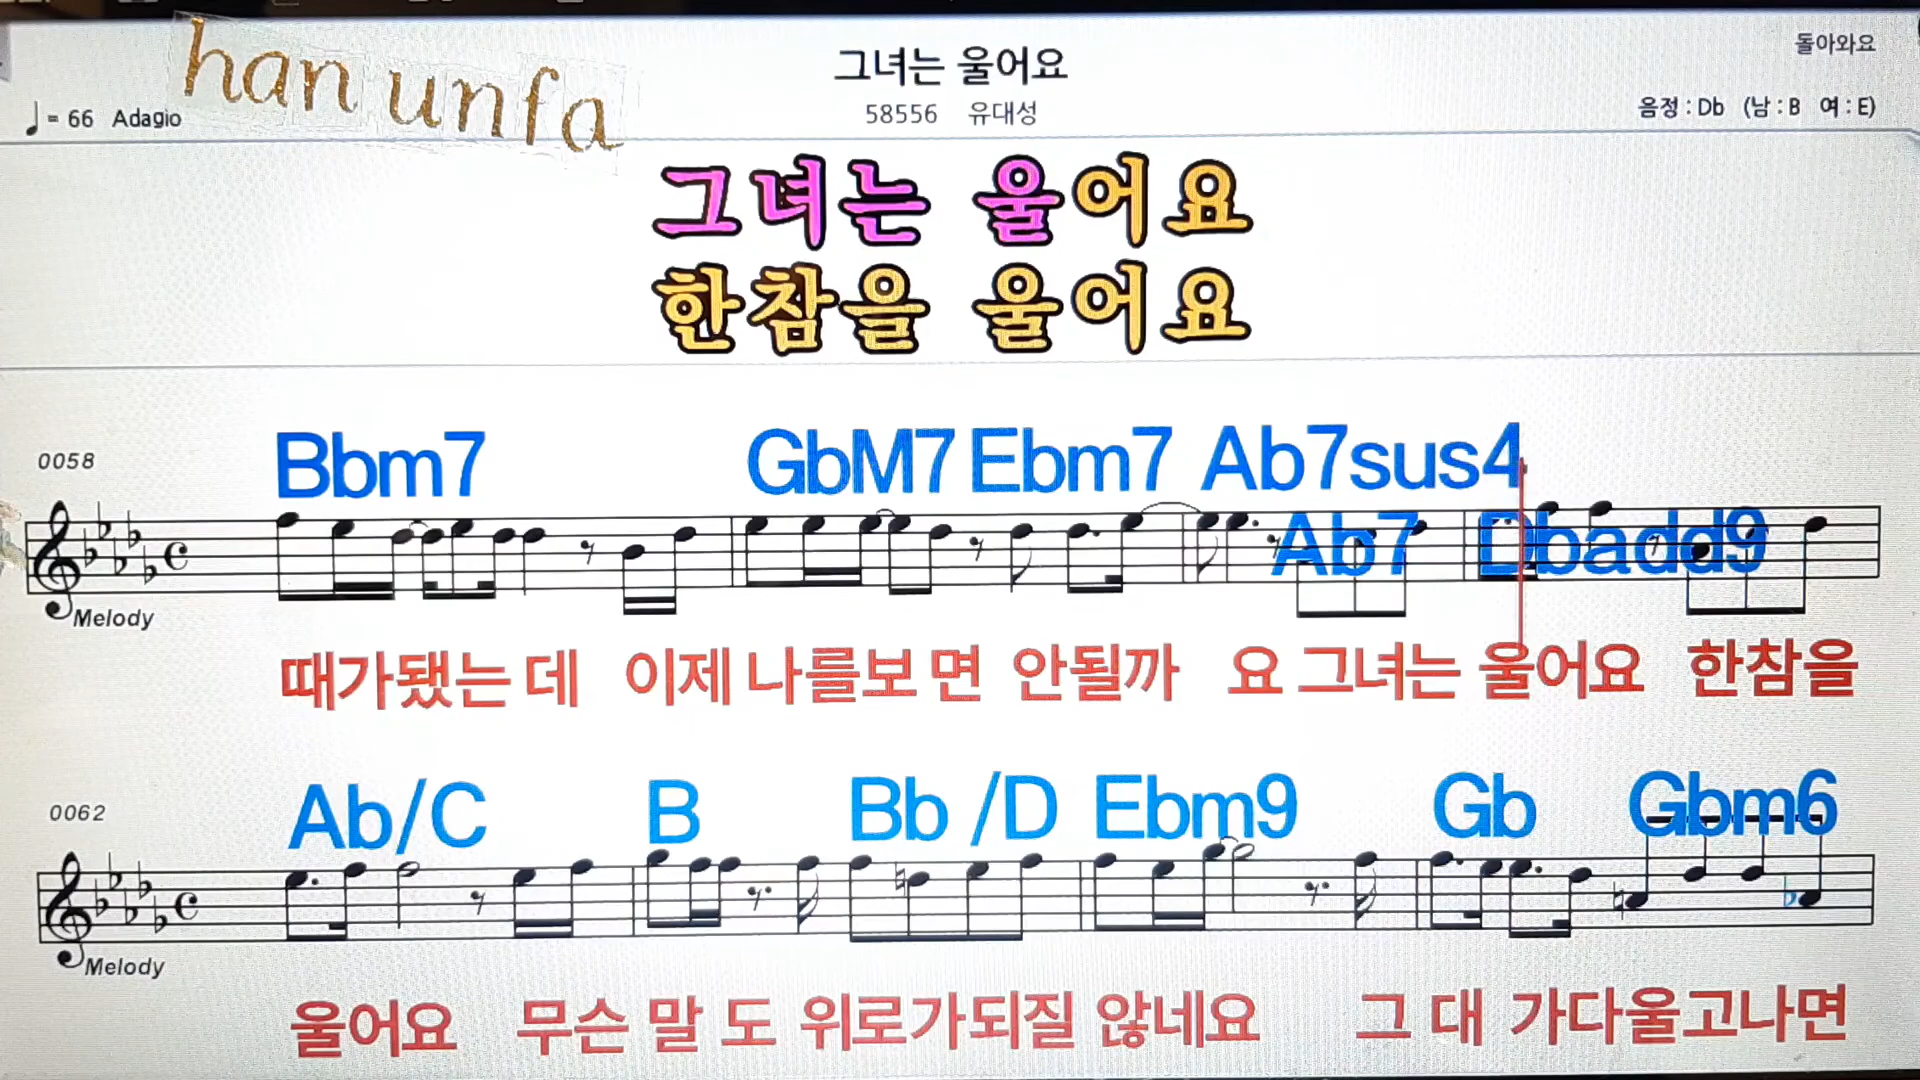 han unfa
그녀는 울어요
돌아와요
♩= 66 Adagio
58556 유대성
음정 : Db (남 : B 여 : E)
그녀는 울어요
한참을 울어요
0058
Bbm7 GbM7 Ebm7 Ab7sus4
Ab7 Dbadd9
Melody
때가됐는데 이제 나를보면 안될까 요 그녀는 울어요 한참을
0062
Ab/C B Bb /D Ebm9 Gb Gbm6
Melody
울어요 무슨 말 도 위로가되질 않네요 그 대 가다울고나면